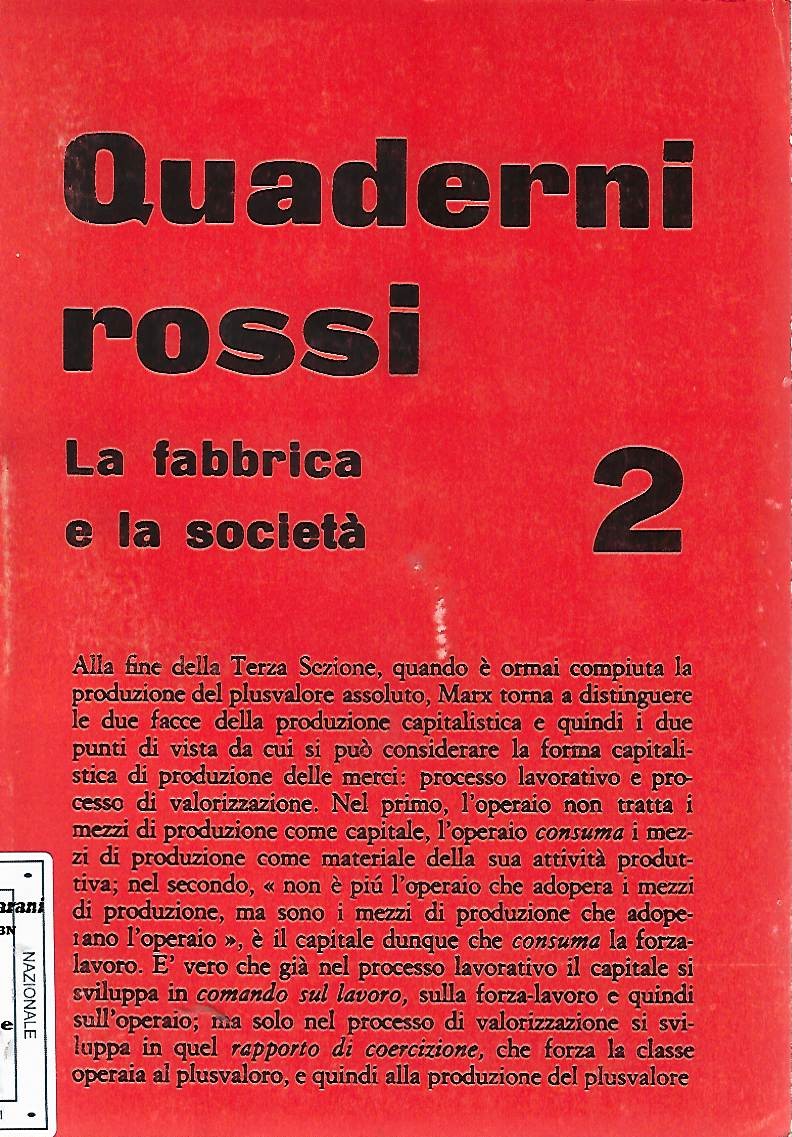 Quaderni
rossi
La fabbrica
e la società
2
Alla fine della Terza Sezione, quando è ormai compiuta la
produzione del plusvalore assoluto, Marx torna a distinguere
le due facce della produzione capitalistica e quindi i due
punti di vista da cui si può considerare la forma capitali-
stica di produzione delle merci: processo lavorativo e pro-
cesso di valorizzazione. Nel primo, l'operaio non tratta i
mezzi di produzione come capitale, l'operaio consuma i mez-
zi di produzione come materiale della sua attività produt-
tiva; nel secondo, « non è piú l'operaio che adopera i mezzi
di produzione, ma sono i mezzi di produzione che adope-
rano l'operaio », è il capitale dunque che consuma la forza-
lavoro. E' vero che già nel processo lavorativo il capitale si
sviluppa in comando sul lavoro, sulla forza-lavoro e quindi
sull'operaio; ma solo nel processo di valorizzazione si svi-
luppa in quel rapporto di coercizione, che forza la classe
operaia al plusvaloro, e quindi alla produzione del plusvalore
NAZIONALE